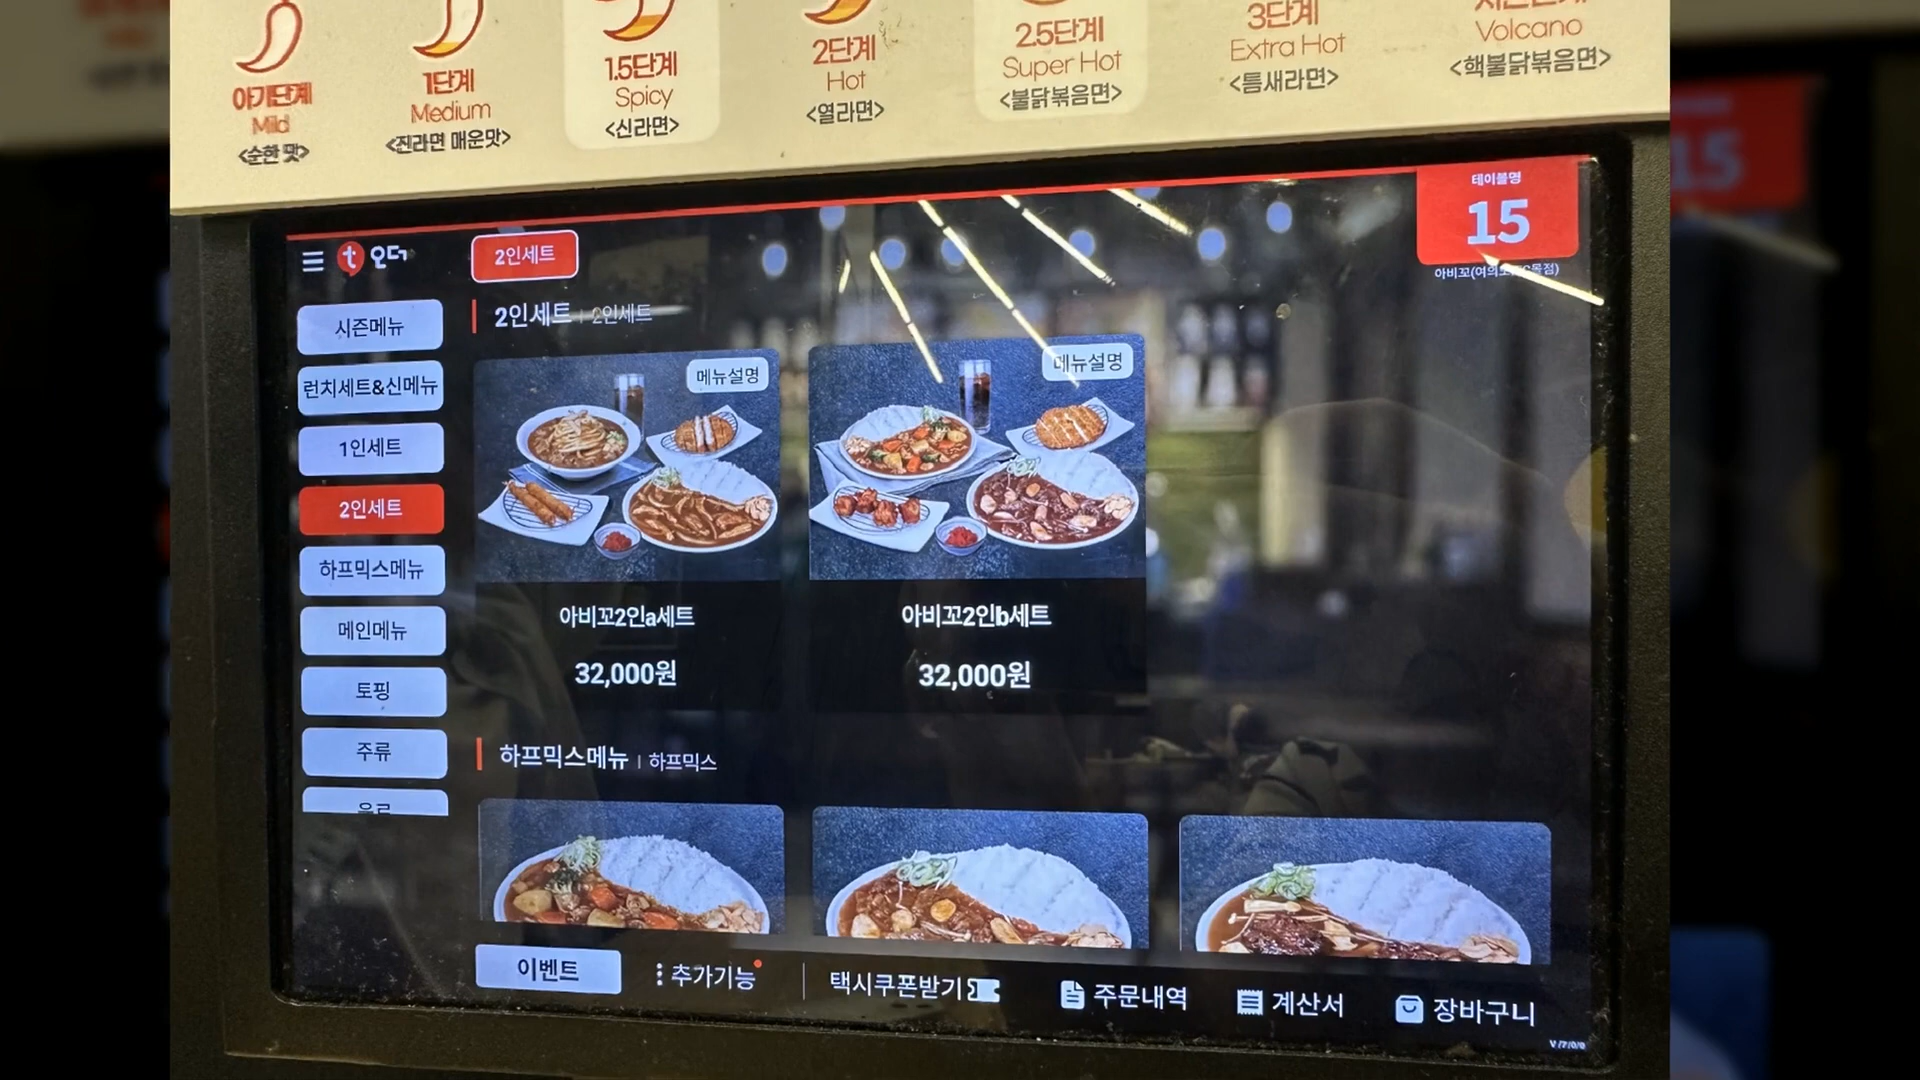 아기단계
Mild
<순한 맛>
1단계
Medium
<진라면 매운맛>
1.5단계
Spicy
<신라면>
2단계
Hot
<열라면>
2.5단계
Super Hot
<불닭볶음면>
3단계
Extra Hot
<틈새라면>
Volcano
<핵불닭볶음면>
테이블명
15
t오더
2인세트
2인세트 | 2인세트
시즌메뉴
런치세트&신메뉴
1인세트
2인세트
하프믹스메뉴
메인메뉴
토핑
주류
메뉴설명
메뉴설명
아비꼬2인a세트
32,000원
아비꼬2인b세트
32,000원
하프믹스메뉴 | 하프믹스
이벤트
추가기능
택시쿠폰받기
주문내역
계산서
장바구니
15